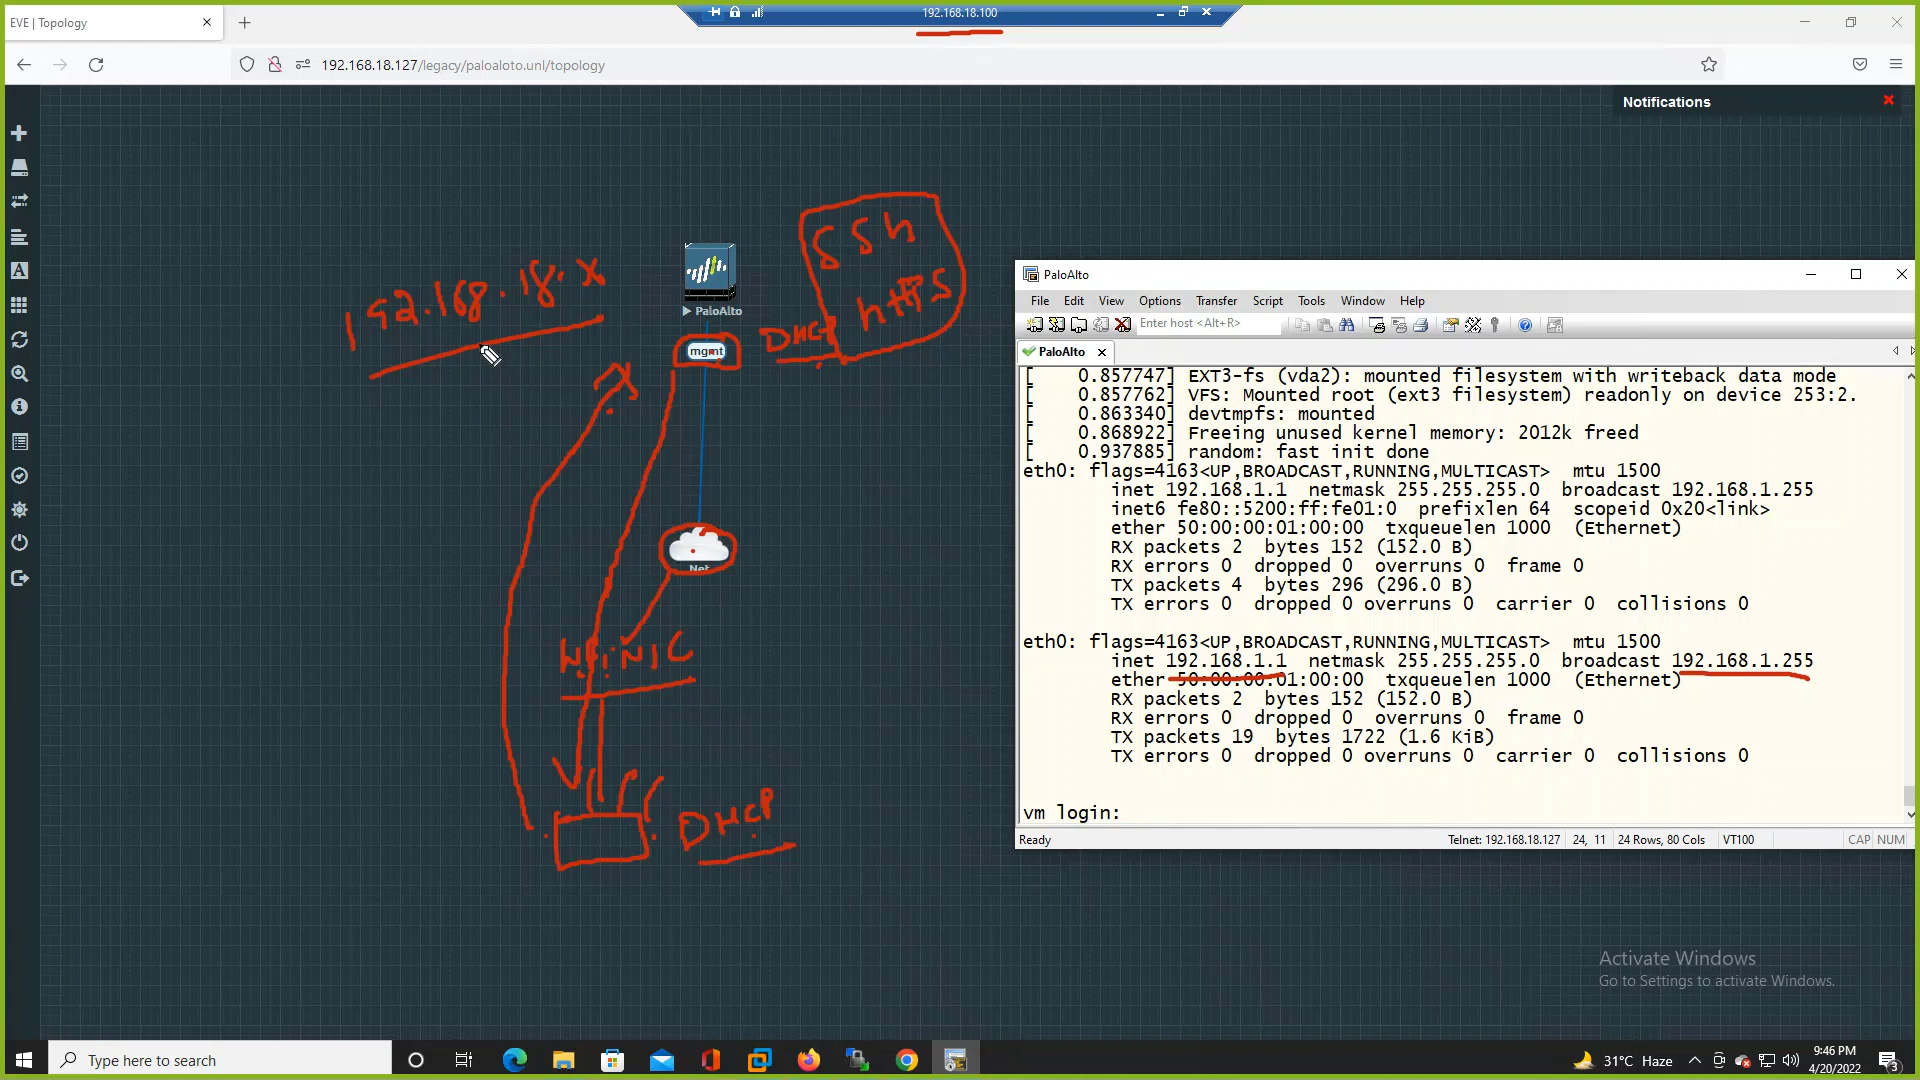 EVE | Topology
192.168.18.100
192.168.18.127/legacy/paloaloto.unl/topology
Notifications
ssh
https
192.168.18.x
PaloAlto
mgmt
DHCP
Net
NIC
DHCP
PaloAlto
File Edit View Options Transfer Script Tools Window Help
Enter host <Alt+R>
PaloAlto
[    0.857747] EXT3-fs (vda2): mounted filesystem with writeback data mode
[    0.857762] VFS: Mounted root (ext3 filesystem) readonly on device 253:2.
[    0.863340] devtmpfs: mounted
[    0.868922] Freeing unused kernel memory: 2012k freed
[    0.937885] random: fast init done
eth0: flags=4163<UP,BROADCAST,RUNNING,MULTICAST>  mtu 1500
inet 192.168.1.1  netmask 255.255.255.0  broadcast 192.168.1.255
inet6 fe80::5200:ff:fe01:0  prefixlen 64  scopeid 0x20<link>
ether 50:00:00:01:00:00  txqueuelen 1000  (Ethernet)
RX packets 2  bytes 152 (152.0 B)
RX errors 0  dropped 0  overruns 0  frame 0
TX packets 4  bytes 296 (296.0 B)
TX errors 0  dropped 0 overruns 0  carrier 0  collisions 0
eth0: flags=4163<UP,BROADCAST,RUNNING,MULTICAST>  mtu 1500
inet 192.168.1.1  netmask 255.255.255.0  broadcast 192.168.1.255
ether 50:00:00:01:00:00  txqueuelen 1000  (Ethernet)
RX packets 2  bytes 152 (152.0 B)
RX errors 0  dropped 0  overruns 0  frame 0
TX packets 19  bytes 1722 (1.6 KiB)
TX errors 0  dropped 0 overruns 0  carrier 0  collisions 0
vm login:
Ready Telnet: 192.168.18.127 24, 11 24 Rows, 80 Cols VT100 CAP NUM
Activate Windows
Go to Settings to activate Windows.
Type here to search
31°C Haze
9:46 PM
4/20/2022
3